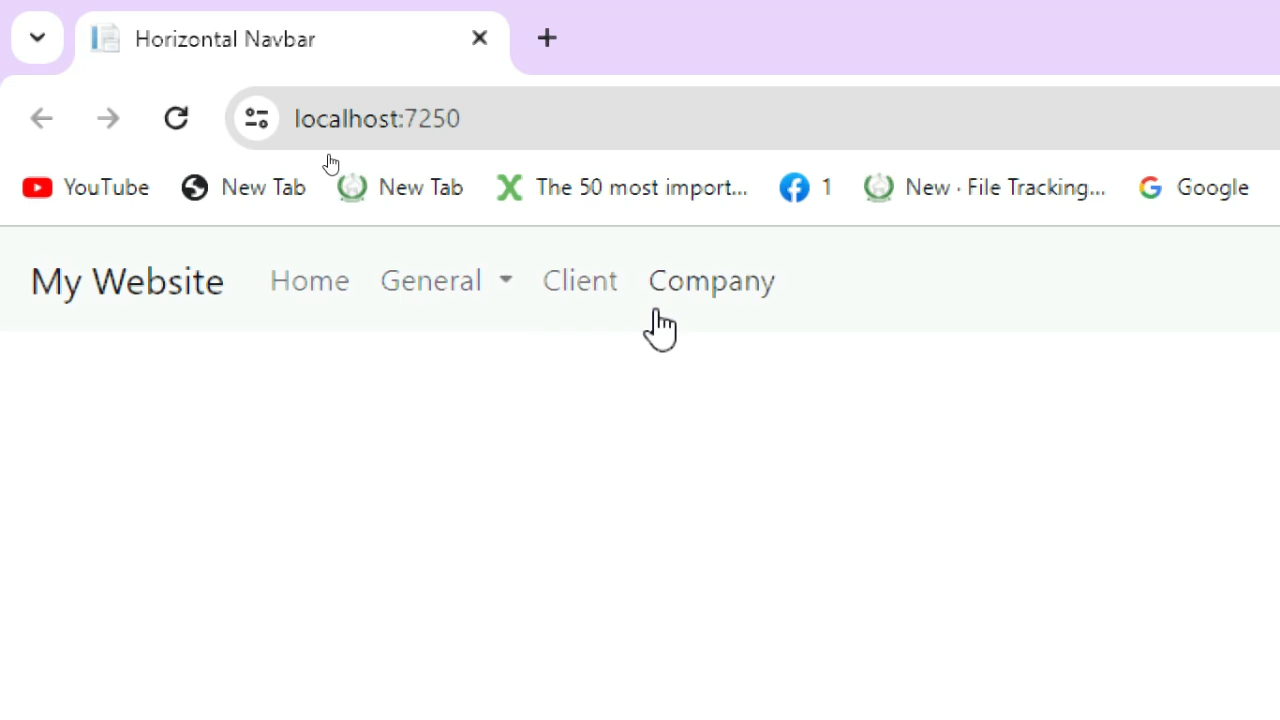 Horizontal Navbar
localhost:7250
YouTube New Tab New Tab The 50 most import... 1 New · File Tracking... Google
My Website Home General Client Company